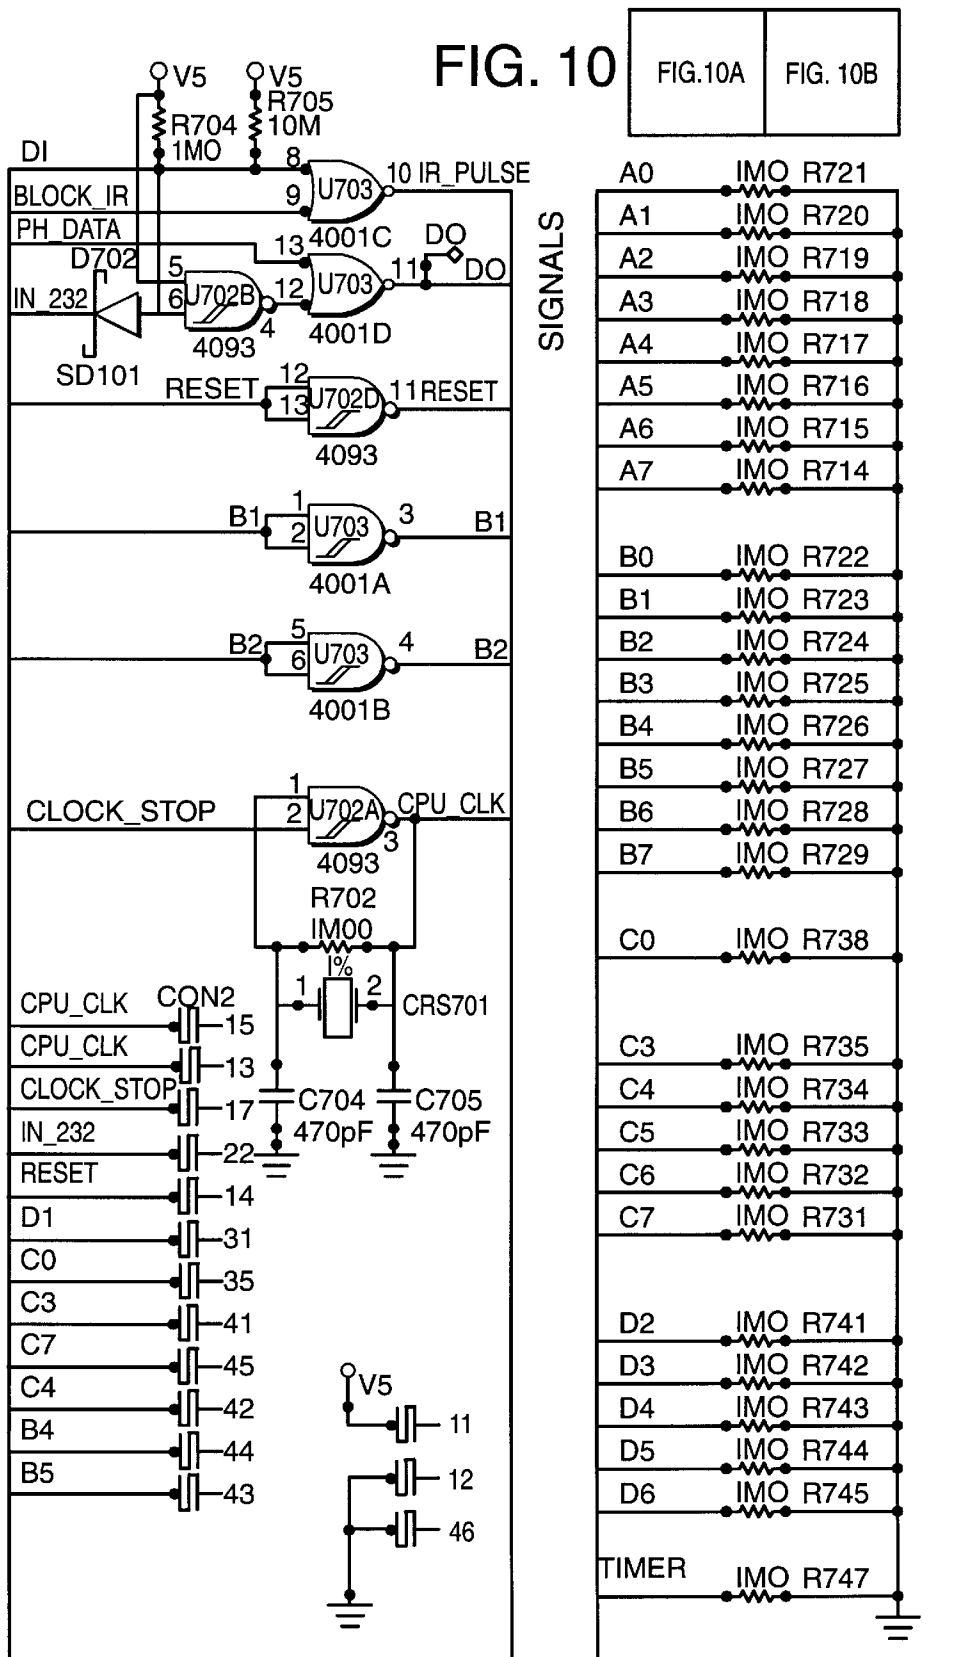 FIG. 10
FIG.10A
FIG. 10B
V5
V5
R704
1MO
R705
10M
DI
8
10 IR_PULSE
BLOCK_IR
9
U703
4001C
PH_DATA
13
DO
D702
5
U702B
12
U703
11
DO
IN_232
6
4
4001D
4093
SD101
RESET
12
13
U702D
11 RESET
4093
B1
1
2
U703
3
B1
4001A
B2
5
6
U703
4
B2
4001B
CLOCK_STOP
1
2
U702A
CPU_CLK
3
4093
R702
IM00
1%
1
2
CRS701
C704
470pF
C705
470pF
CON2
CPU_CLK
15
CPU_CLK
13
CLOCK_STOP
17
IN_232
22
RESET
14
D1
31
C0
35
C3
41
C7
45
C4
42
B4
44
B5
43
V5
11
12
46
SIGNALS
A0 IMO R721
A1 IMO R720
A2 IMO R719
A3 IMO R718
A4 IMO R717
A5 IMO R716
A6 IMO R715
A7 IMO R714
B0 IMO R722
B1 IMO R723
B2 IMO R724
B3 IMO R725
B4 IMO R726
B5 IMO R727
B6 IMO R728
B7 IMO R729
C0 IMO R738
C3 IMO R735
C4 IMO R734
C5 IMO R733
C6 IMO R732
C7 IMO R731
D2 IMO R741
D3 IMO R742
D4 IMO R743
D5 IMO R744
D6 IMO R745
TIMER IMO R747